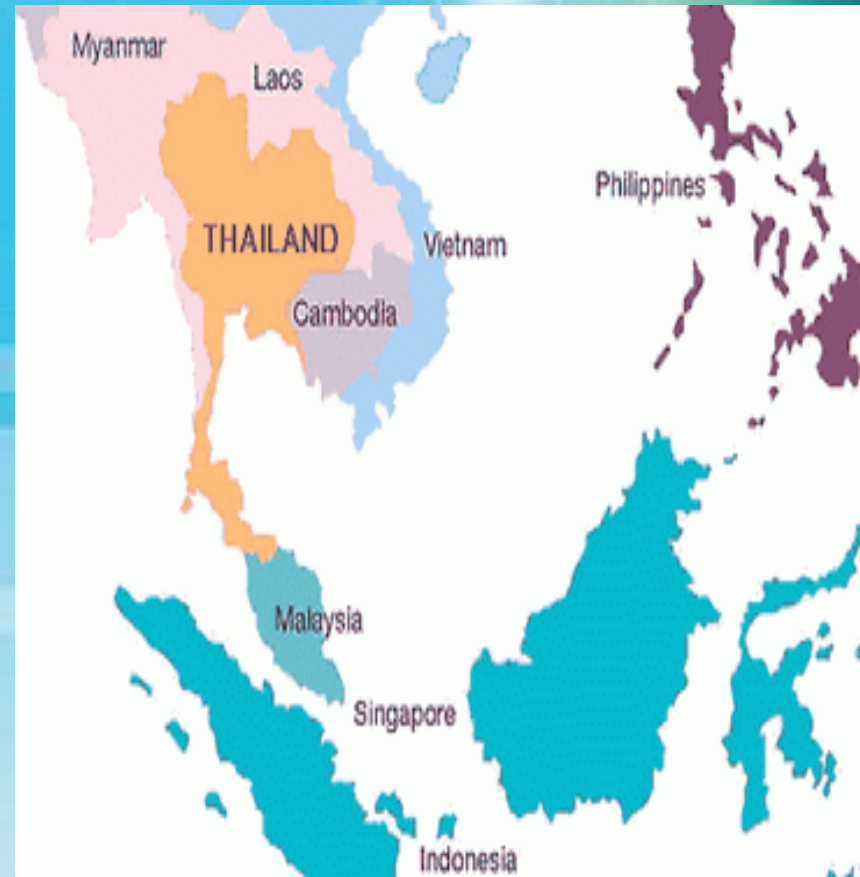 Myanmar
Laos
Philippines
THAILAND
Vietnam
Cambodia
Malaysia
Singapore
Indonesia